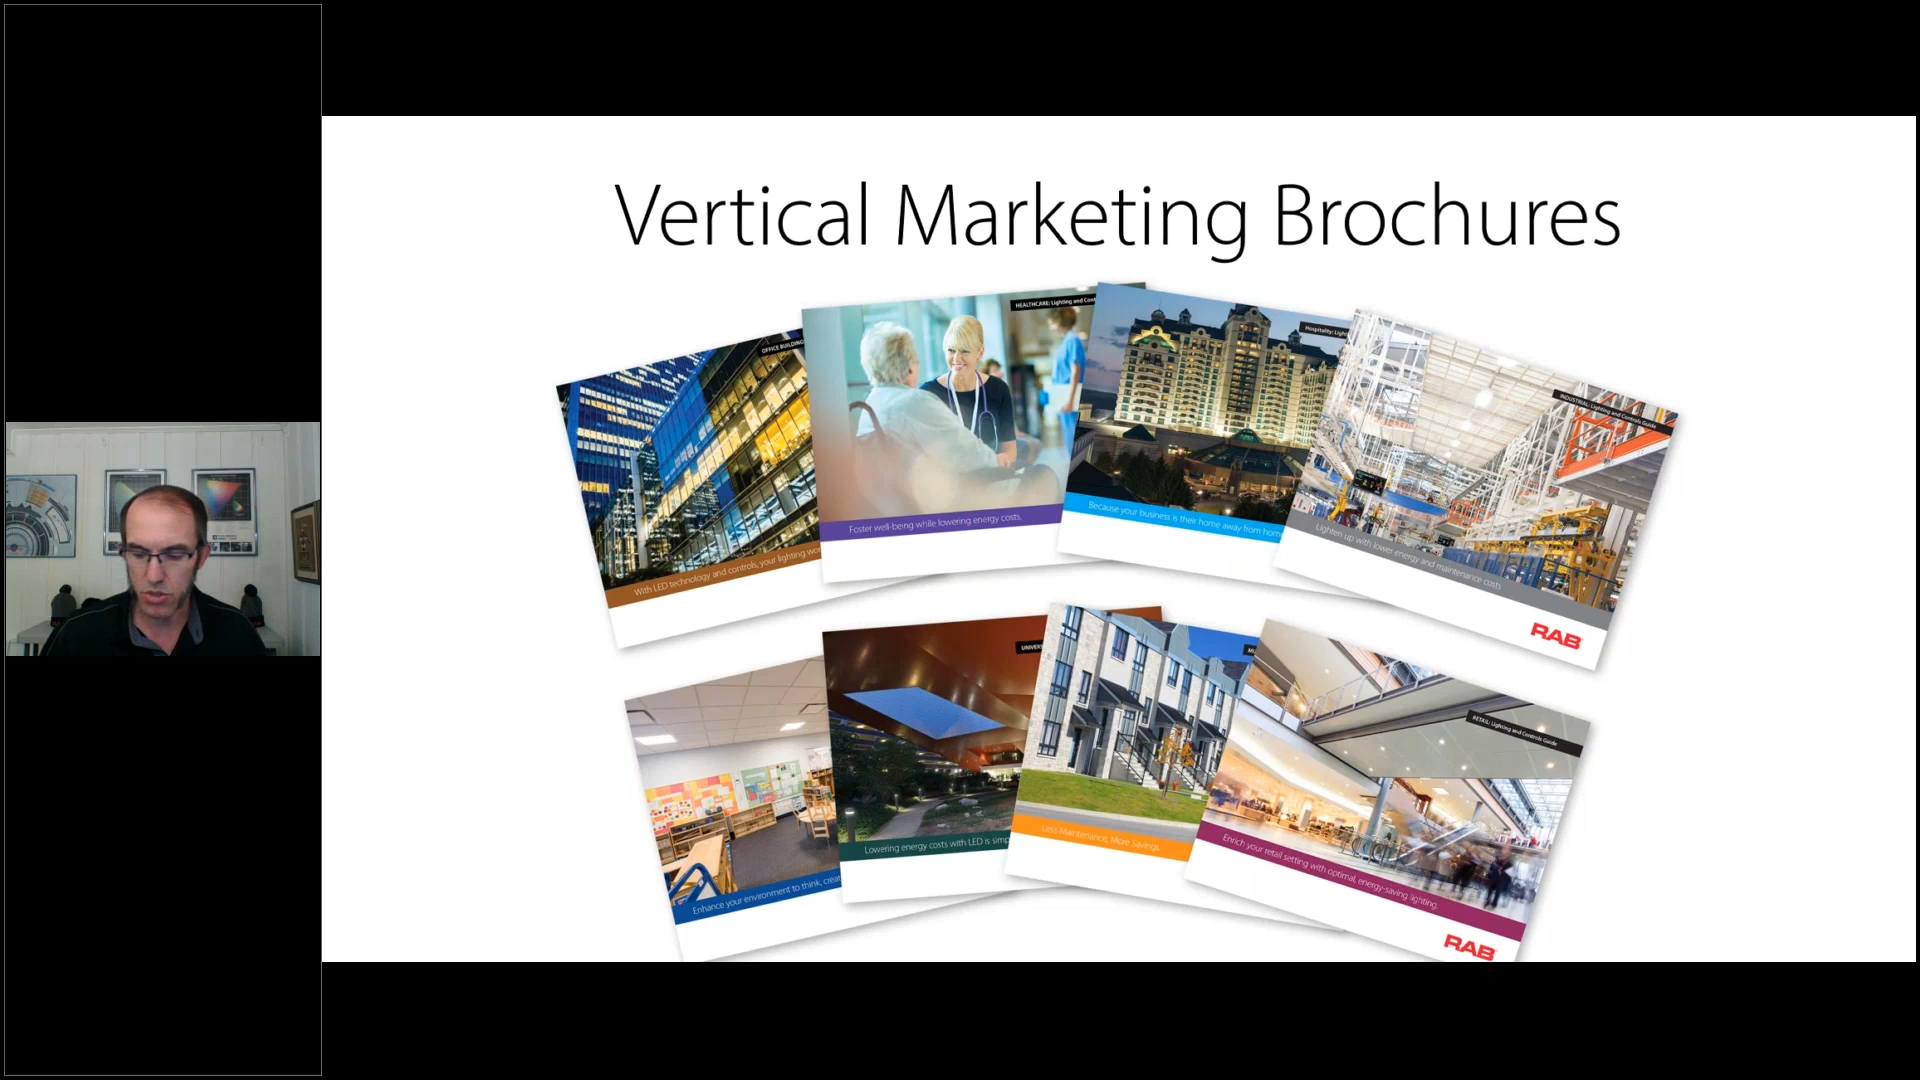 Vertical Marketing Brochures
OFFICE BUILDING
HEALTHCARE: Lighting and Con
Hospitality: Ligh
INDUSTRIAL: Lighting and Controls Guide
With LED technology and controls, your lighting wo
Foster well-being while lowering energy costs.
Because your business is their home away from hom
Lighten up with lower energy and maintenance costs
RAB
UNIVER
MU
RETAIL: Lighting and Controls Guide
Enhance your environment to think, creat
Lowering energy costs with LED is simp
Less Maintenance, More Savings.
Enrich your retail setting with optimal, energy-saving lighting.
RAB